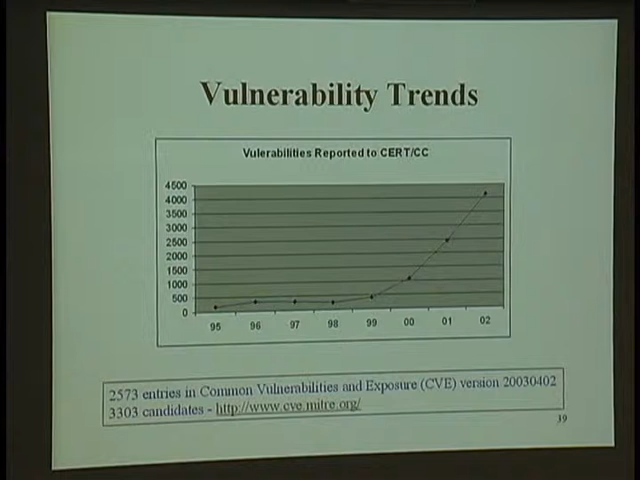 Vulnerability Trends
Vulerabilities Reported to CERT/CC
4500
4000
3500
3000
2500
2000
1500
1000
500
0
95 96 97 98 99 00 01 02
2573 entries in Common Vulnerabilities and Exposure (CVE) version 20030402
3303 candidates - http://www.cve.mitre.org/
39